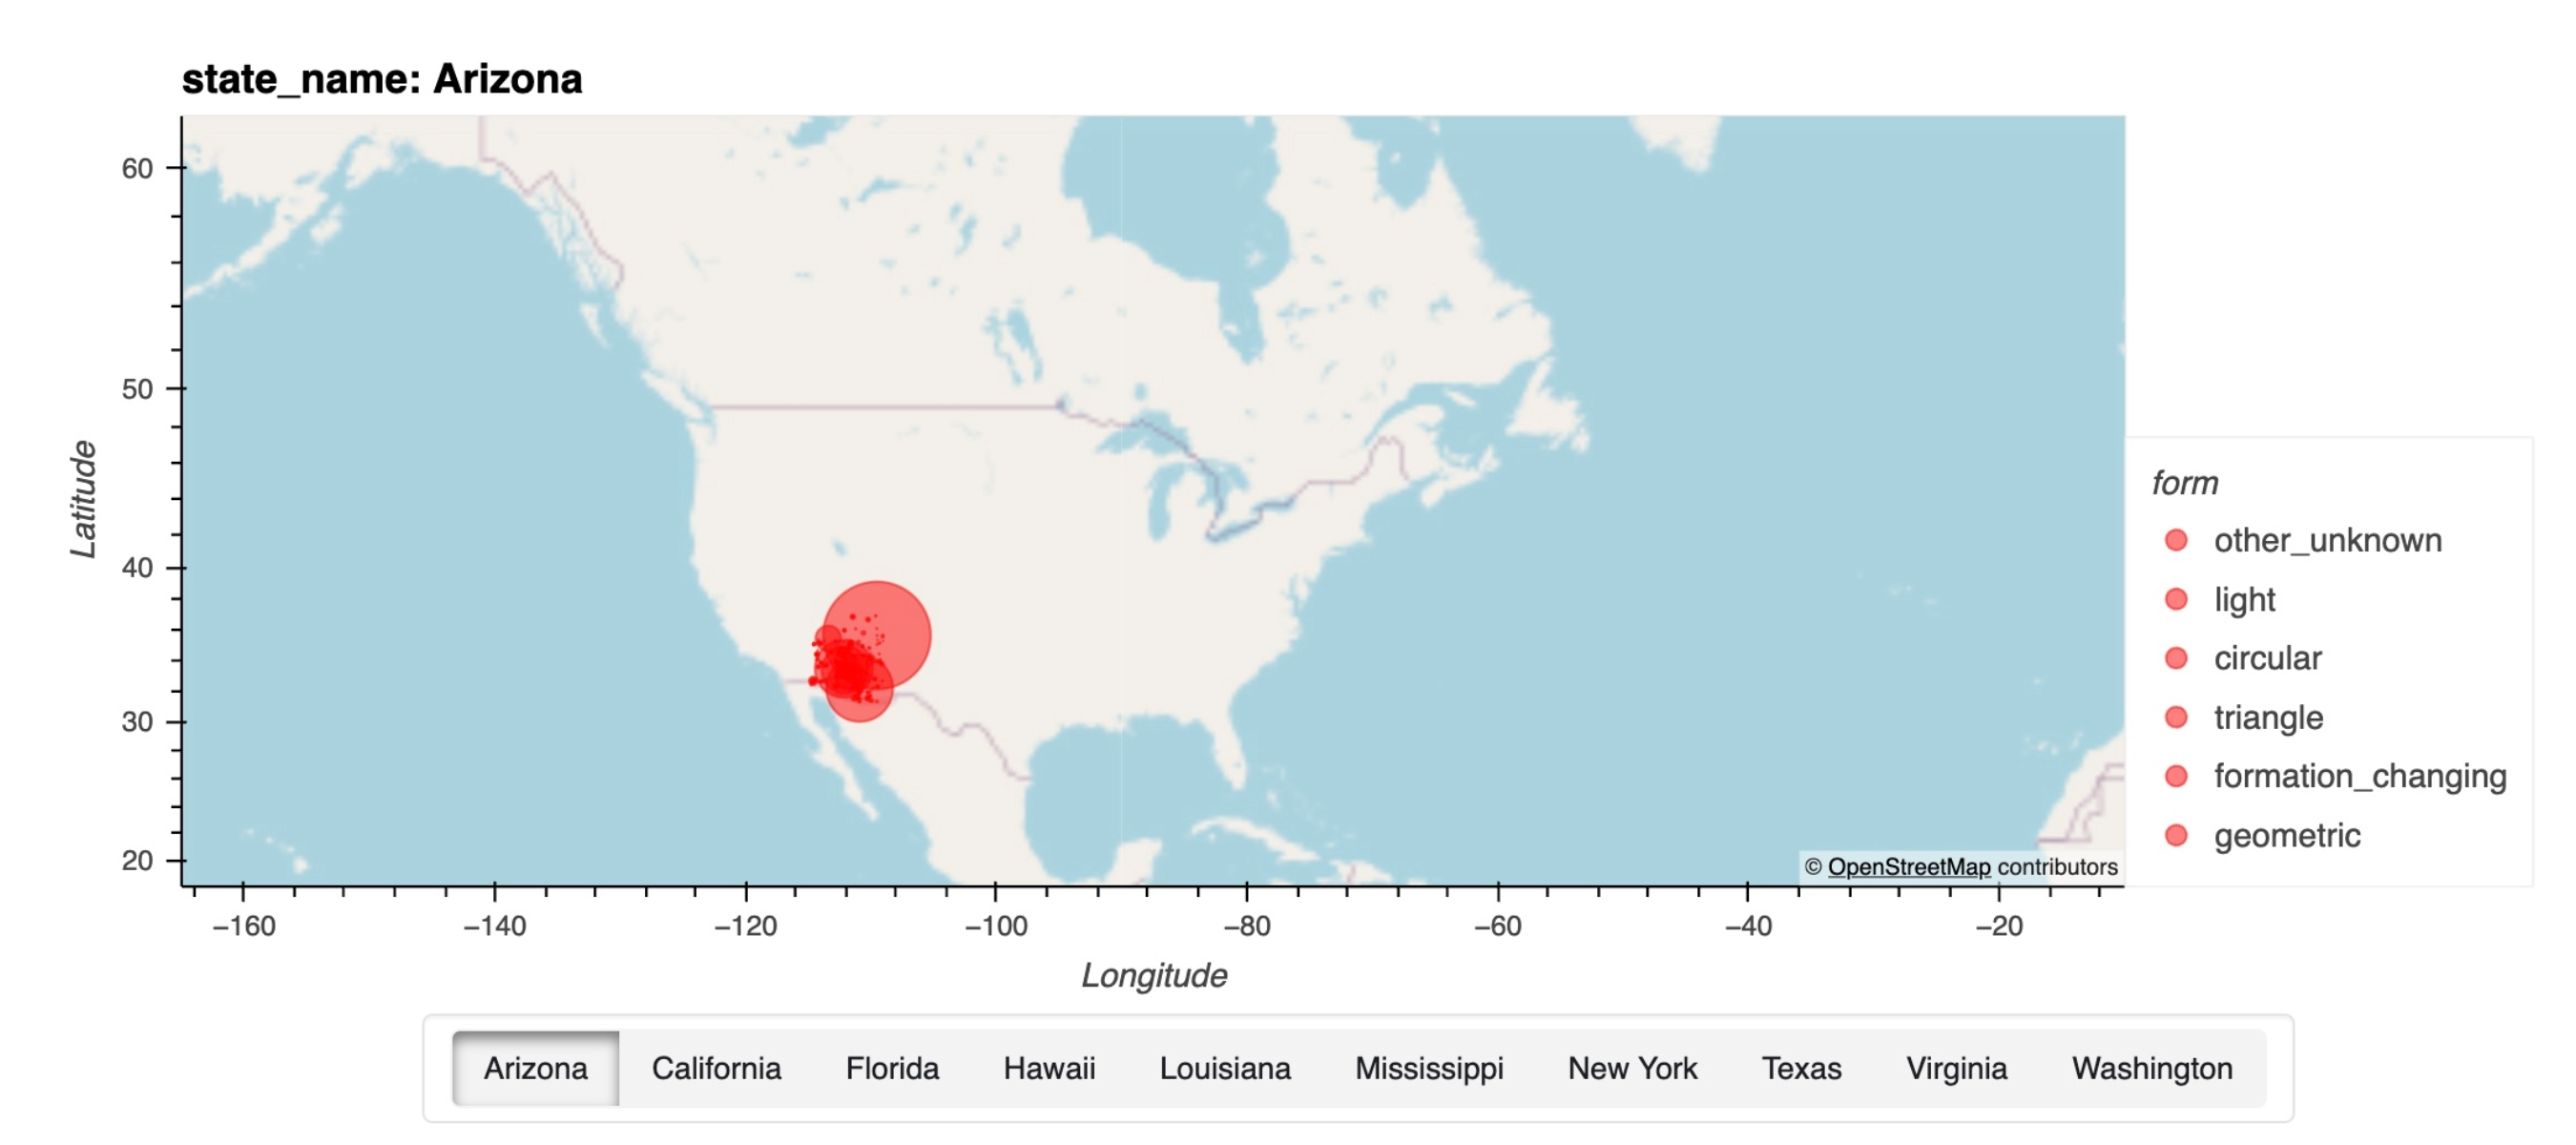 state_name: Arizona
60
50
40
30
20
Latitude
form
other_unknown
light
circular
triangle
formation_changing
geometric
© OpenStreetMap contributors
−160 −140 −120 −100 −80 −60 −40 −20
Longitude
Arizona California Florida Hawaii Louisiana Mississippi New York Texas Virginia Washington